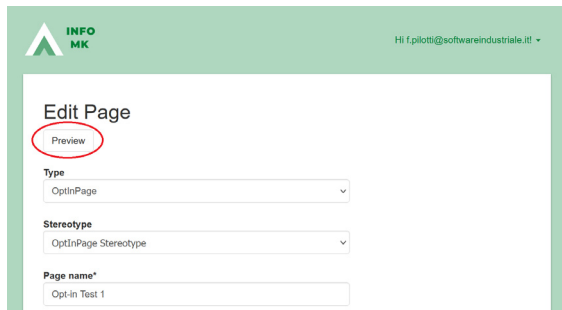 INFO
MK
Hi f.pilotti@softwareindustriale.it!
Edit Page
Preview
Type
OptInPage
Stereotype
OptInPage Stereotype
Page name*
Opt-in Test 1